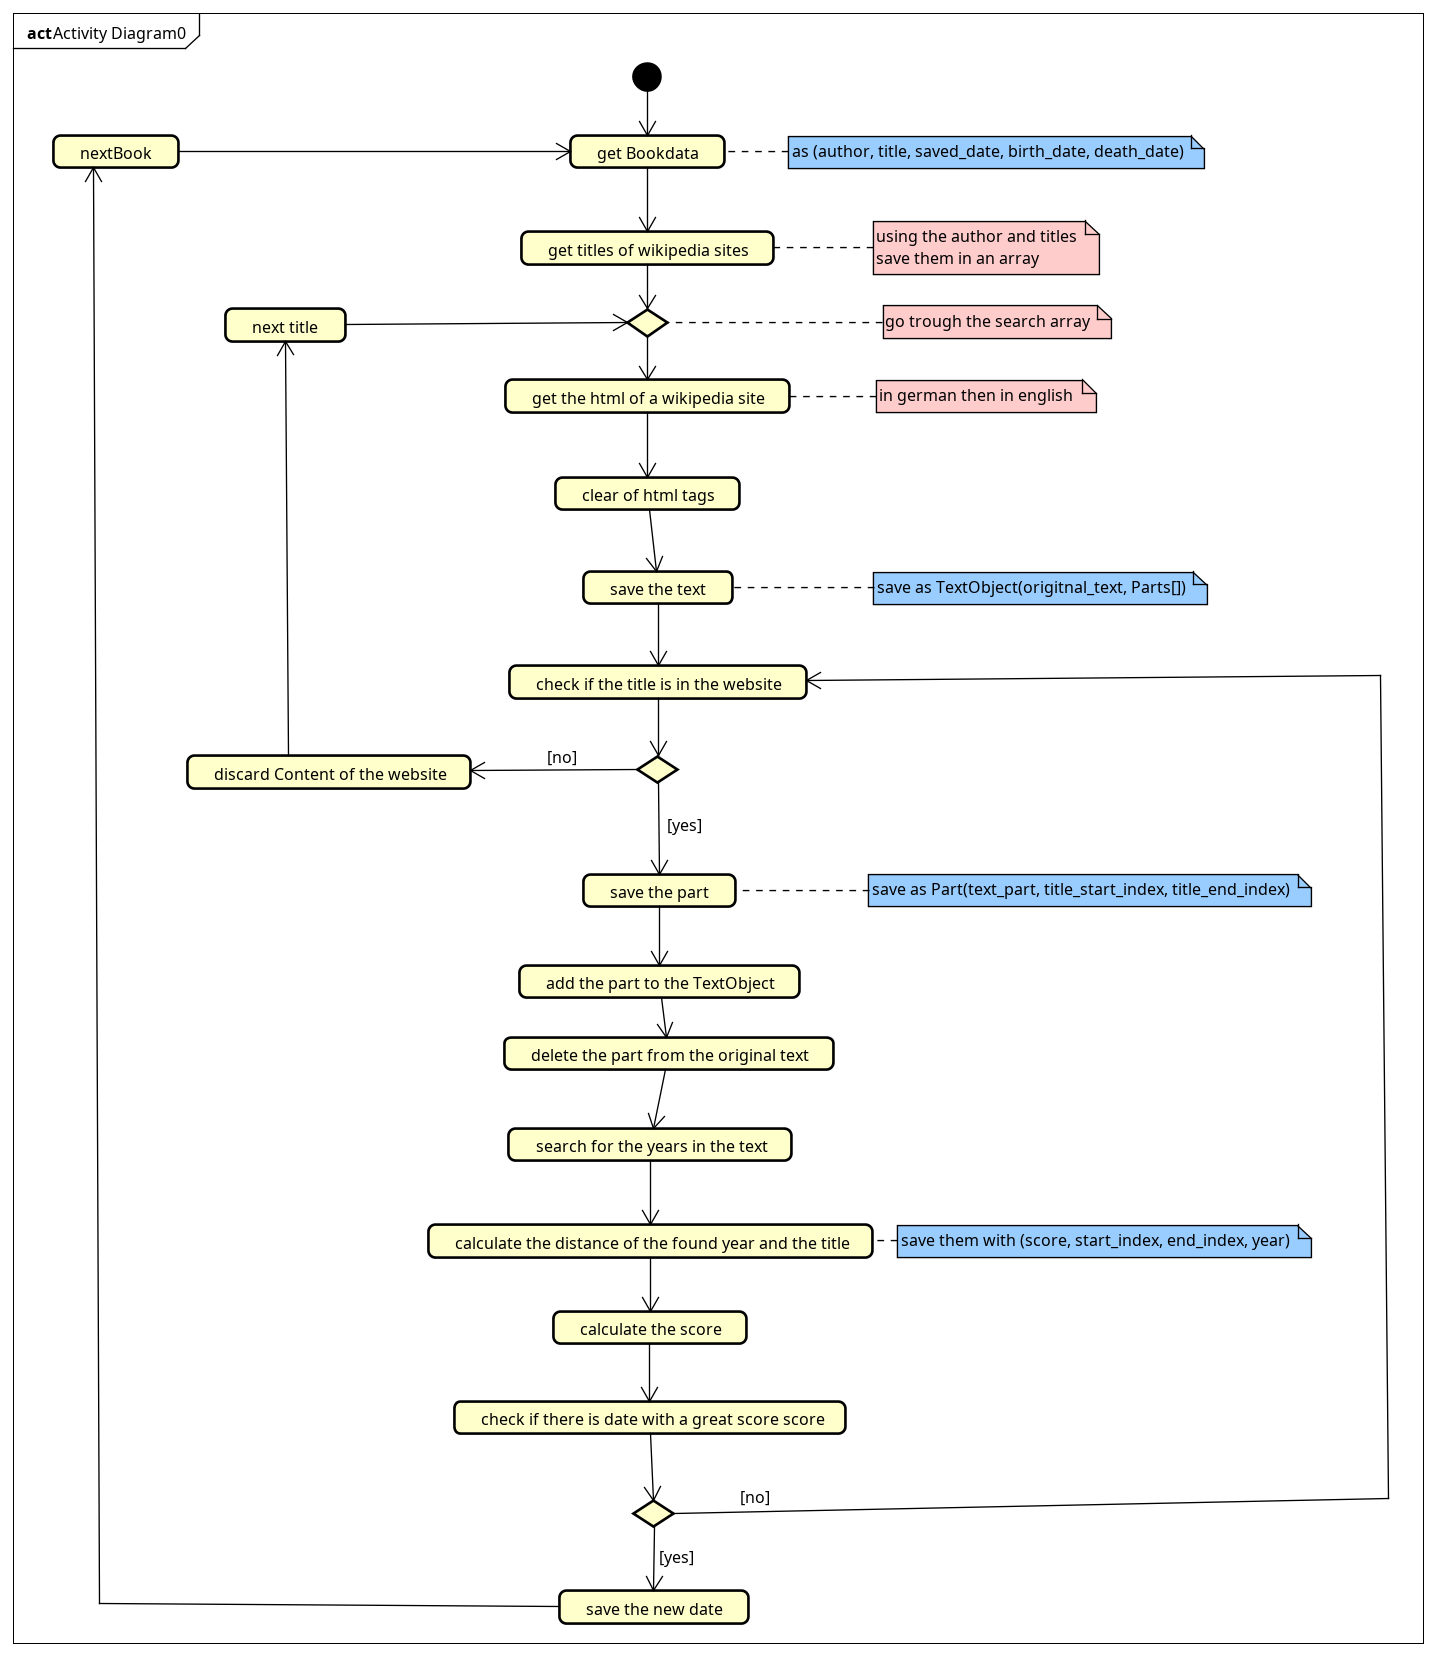 act Activity Diagram0
nextBook
get Bookdata
as (author, title, saved_date, birth_date, death_date)
get titles of wikipedia sites
using the author and titles
save them in an array
next title
go trough the search array
get the html of a wikipedia site
in german then in english
clear of html tags
save the text
save as TextObject(origitnal_text, Parts[])
check if the title is in the website
[no]
discard Content of the website
[yes]
save the part
save as Part(text_part, title_start_index, title_end_index)
add the part to the TextObject
delete the part from the original text
search for the years in the text
calculate the distance of the found year and the title
save them with (score, start_index, end_index, year)
calculate the score
check if there is date with a great score score
[no]
[yes]
save the new date